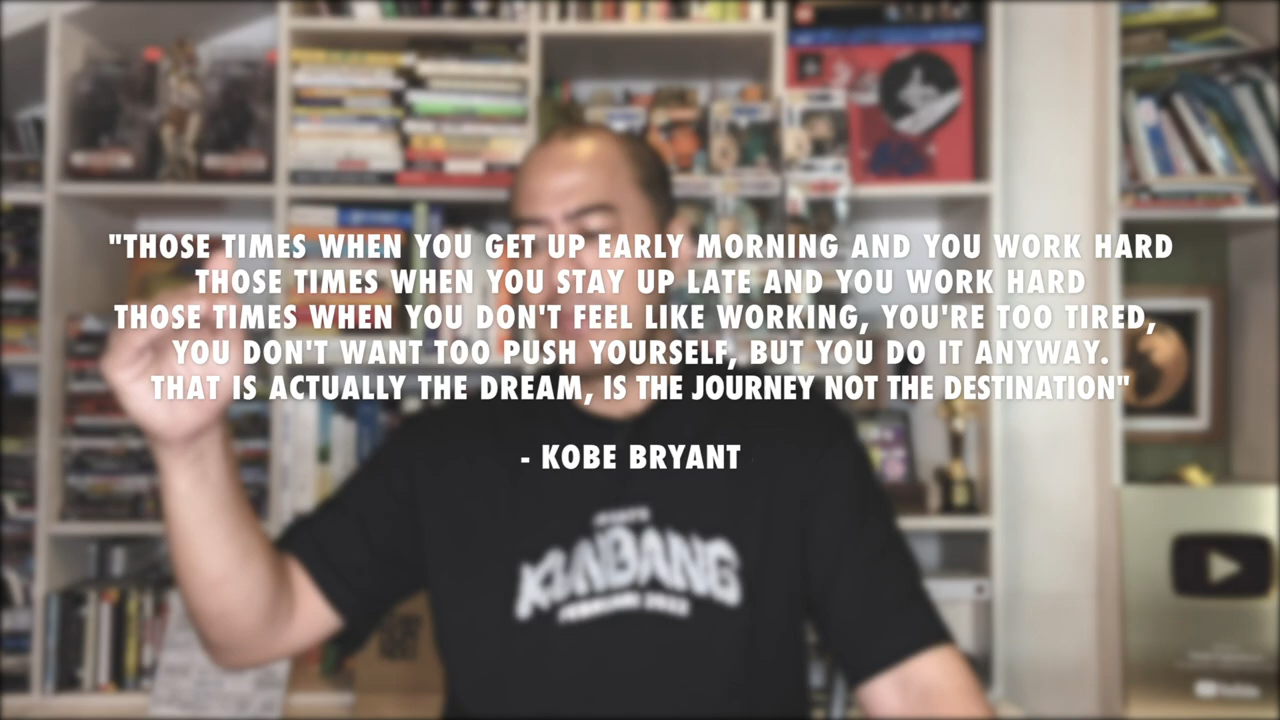 "THOSE TIMES WHEN YOU GET UP EARLY MORNING AND YOU WORK HARD
THOSE TIMES WHEN YOU STAY UP LATE AND YOU WORK HARD
THOSE TIMES WHEN YOU DON'T FEEL LIKE WORKING, YOU'RE TOO TIRED,
YOU DON'T WANT TOO PUSH YOURSELF, BUT YOU DO IT ANYWAY.
THAT IS ACTUALLY THE DREAM, IS THE JOURNEY NOT THE DESTINATION"
- KOBE BRYANT